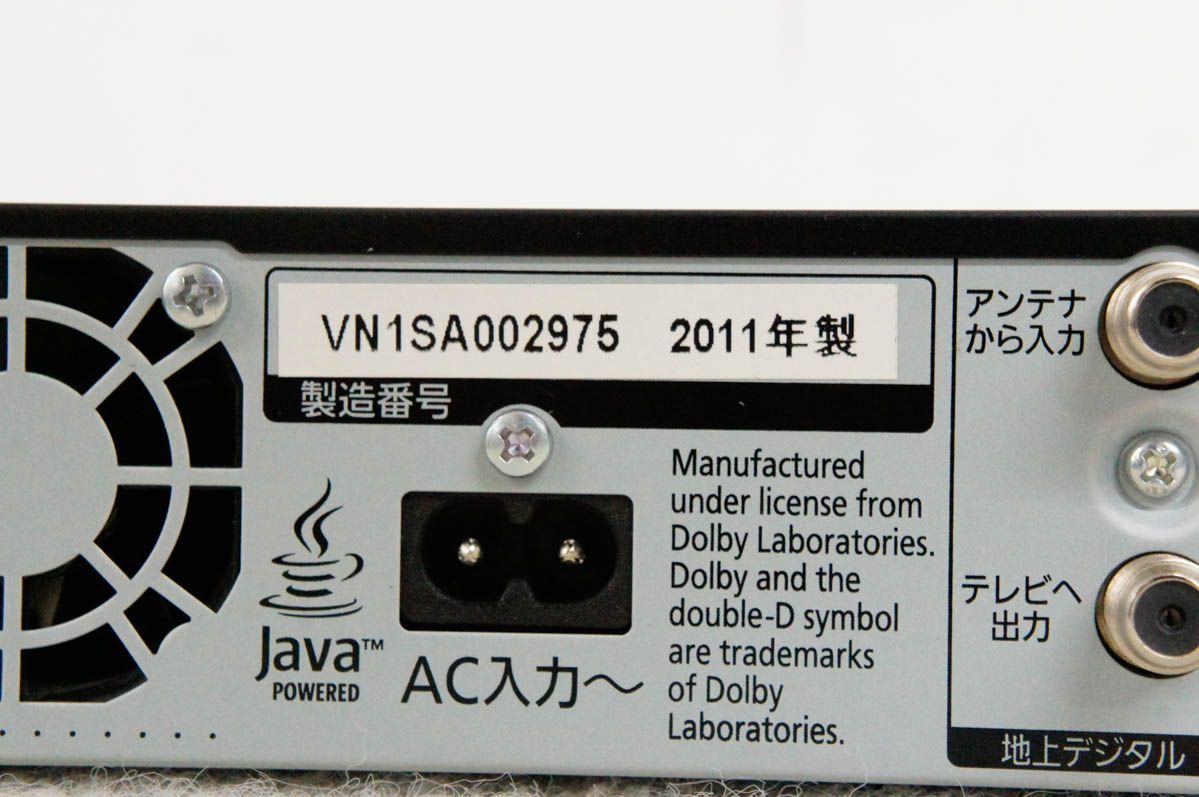 VN1SA002975 2011年製
製造番号
Java™
POWERED
AC入力～
Manufactured
under license from
Dolby Laboratories.
Dolby and the
double-D symbol
are trademarks
of Dolby
Laboratories.
アンテナ
から入力
テレビへ
出力
地上デジタル